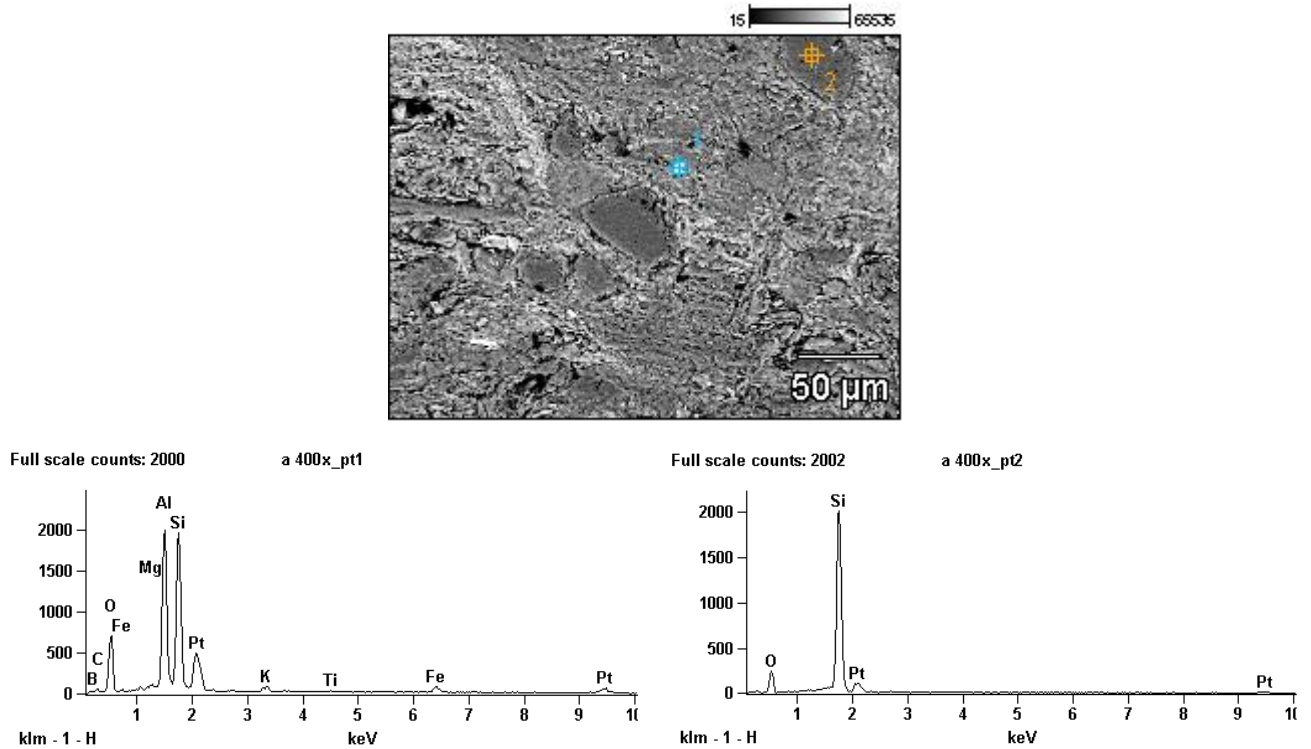 15 65535
2
1
50 µm
Full scale counts: 2000 a 400x_pt1
Al
Si
2000
Mg
1500
O
1000
Fe
Pt
500
C
B
K
Ti
Fe
Pt
0
1 2 3 4 5 6 7 8 9 10
klm - 1 - H keV
Full scale counts: 2002 a 400x_pt2
Si
2000
1500
1000
500
O
Pt
Pt
0
1 2 3 4 5 6 7 8 9 10
klm - 1 - H keV